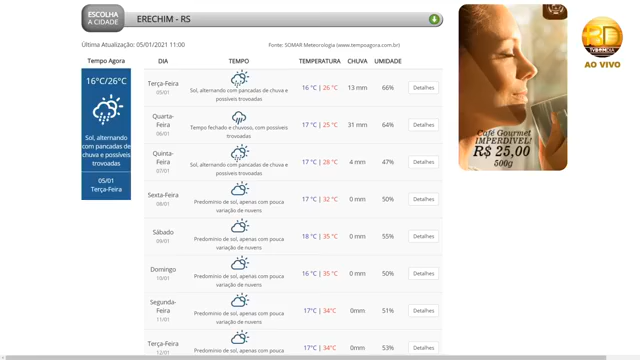 ESCOLHA
A CIDADE
ERECHIM - RS
Última Atualização: 05/01/2021 11:00
Fonte: SOMAR Meteorologia (www.tempoagora.com.br)
Tempo Agora
DIA
TEMPO
TEMPERATURA
CHUVA
UMIDADE
16°C/26°C
Sol, alternando
com pancadas de
chuva e possíveis
trovoadas
05/01
Terça-Feira
Terça-Feira
05/01
Sol, alternando com pancadas de chuva e
possíveis trovoadas
16 °C | 26 °C
13 mm
66%
Detalhes
Quarta-
Feira
06/01
Tempo fechado e chuvoso, com possíveis
trovoadas
17 °C | 25 °C
31 mm
64%
Detalhes
Quinta-
Feira
07/01
Sol, alternando com pancadas de chuva e
possíveis trovoadas
17 °C | 28 °C
4 mm
47%
Detalhes
Sexta-Feira
08/01
Predomínio de sol, apenas com pouca
variação de nuvens
17 °C | 32 °C
0 mm
50%
Detalhes
Sábado
09/01
Predomínio de sol, apenas com pouca
variação de nuvens
18 °C | 35 °C
0 mm
55%
Detalhes
Domingo
10/01
Predomínio de sol, apenas com pouca
variação de nuvens
16 °C | 35 °C
0 mm
50%
Detalhes
Segunda-
Feira
11/01
Predomínio de sol, apenas com pouca
variação de nuvens
17°C | 34°C
0mm
51%
Detalhes
Terça-Feira
12/01
Predomínio de sol, apenas com pouca
17°C | 34°C
0mm
53%
Detalhes
Café Gourmet
IMPERDÍVEL!
R$ 25,00
500g
RD
AO VIVO